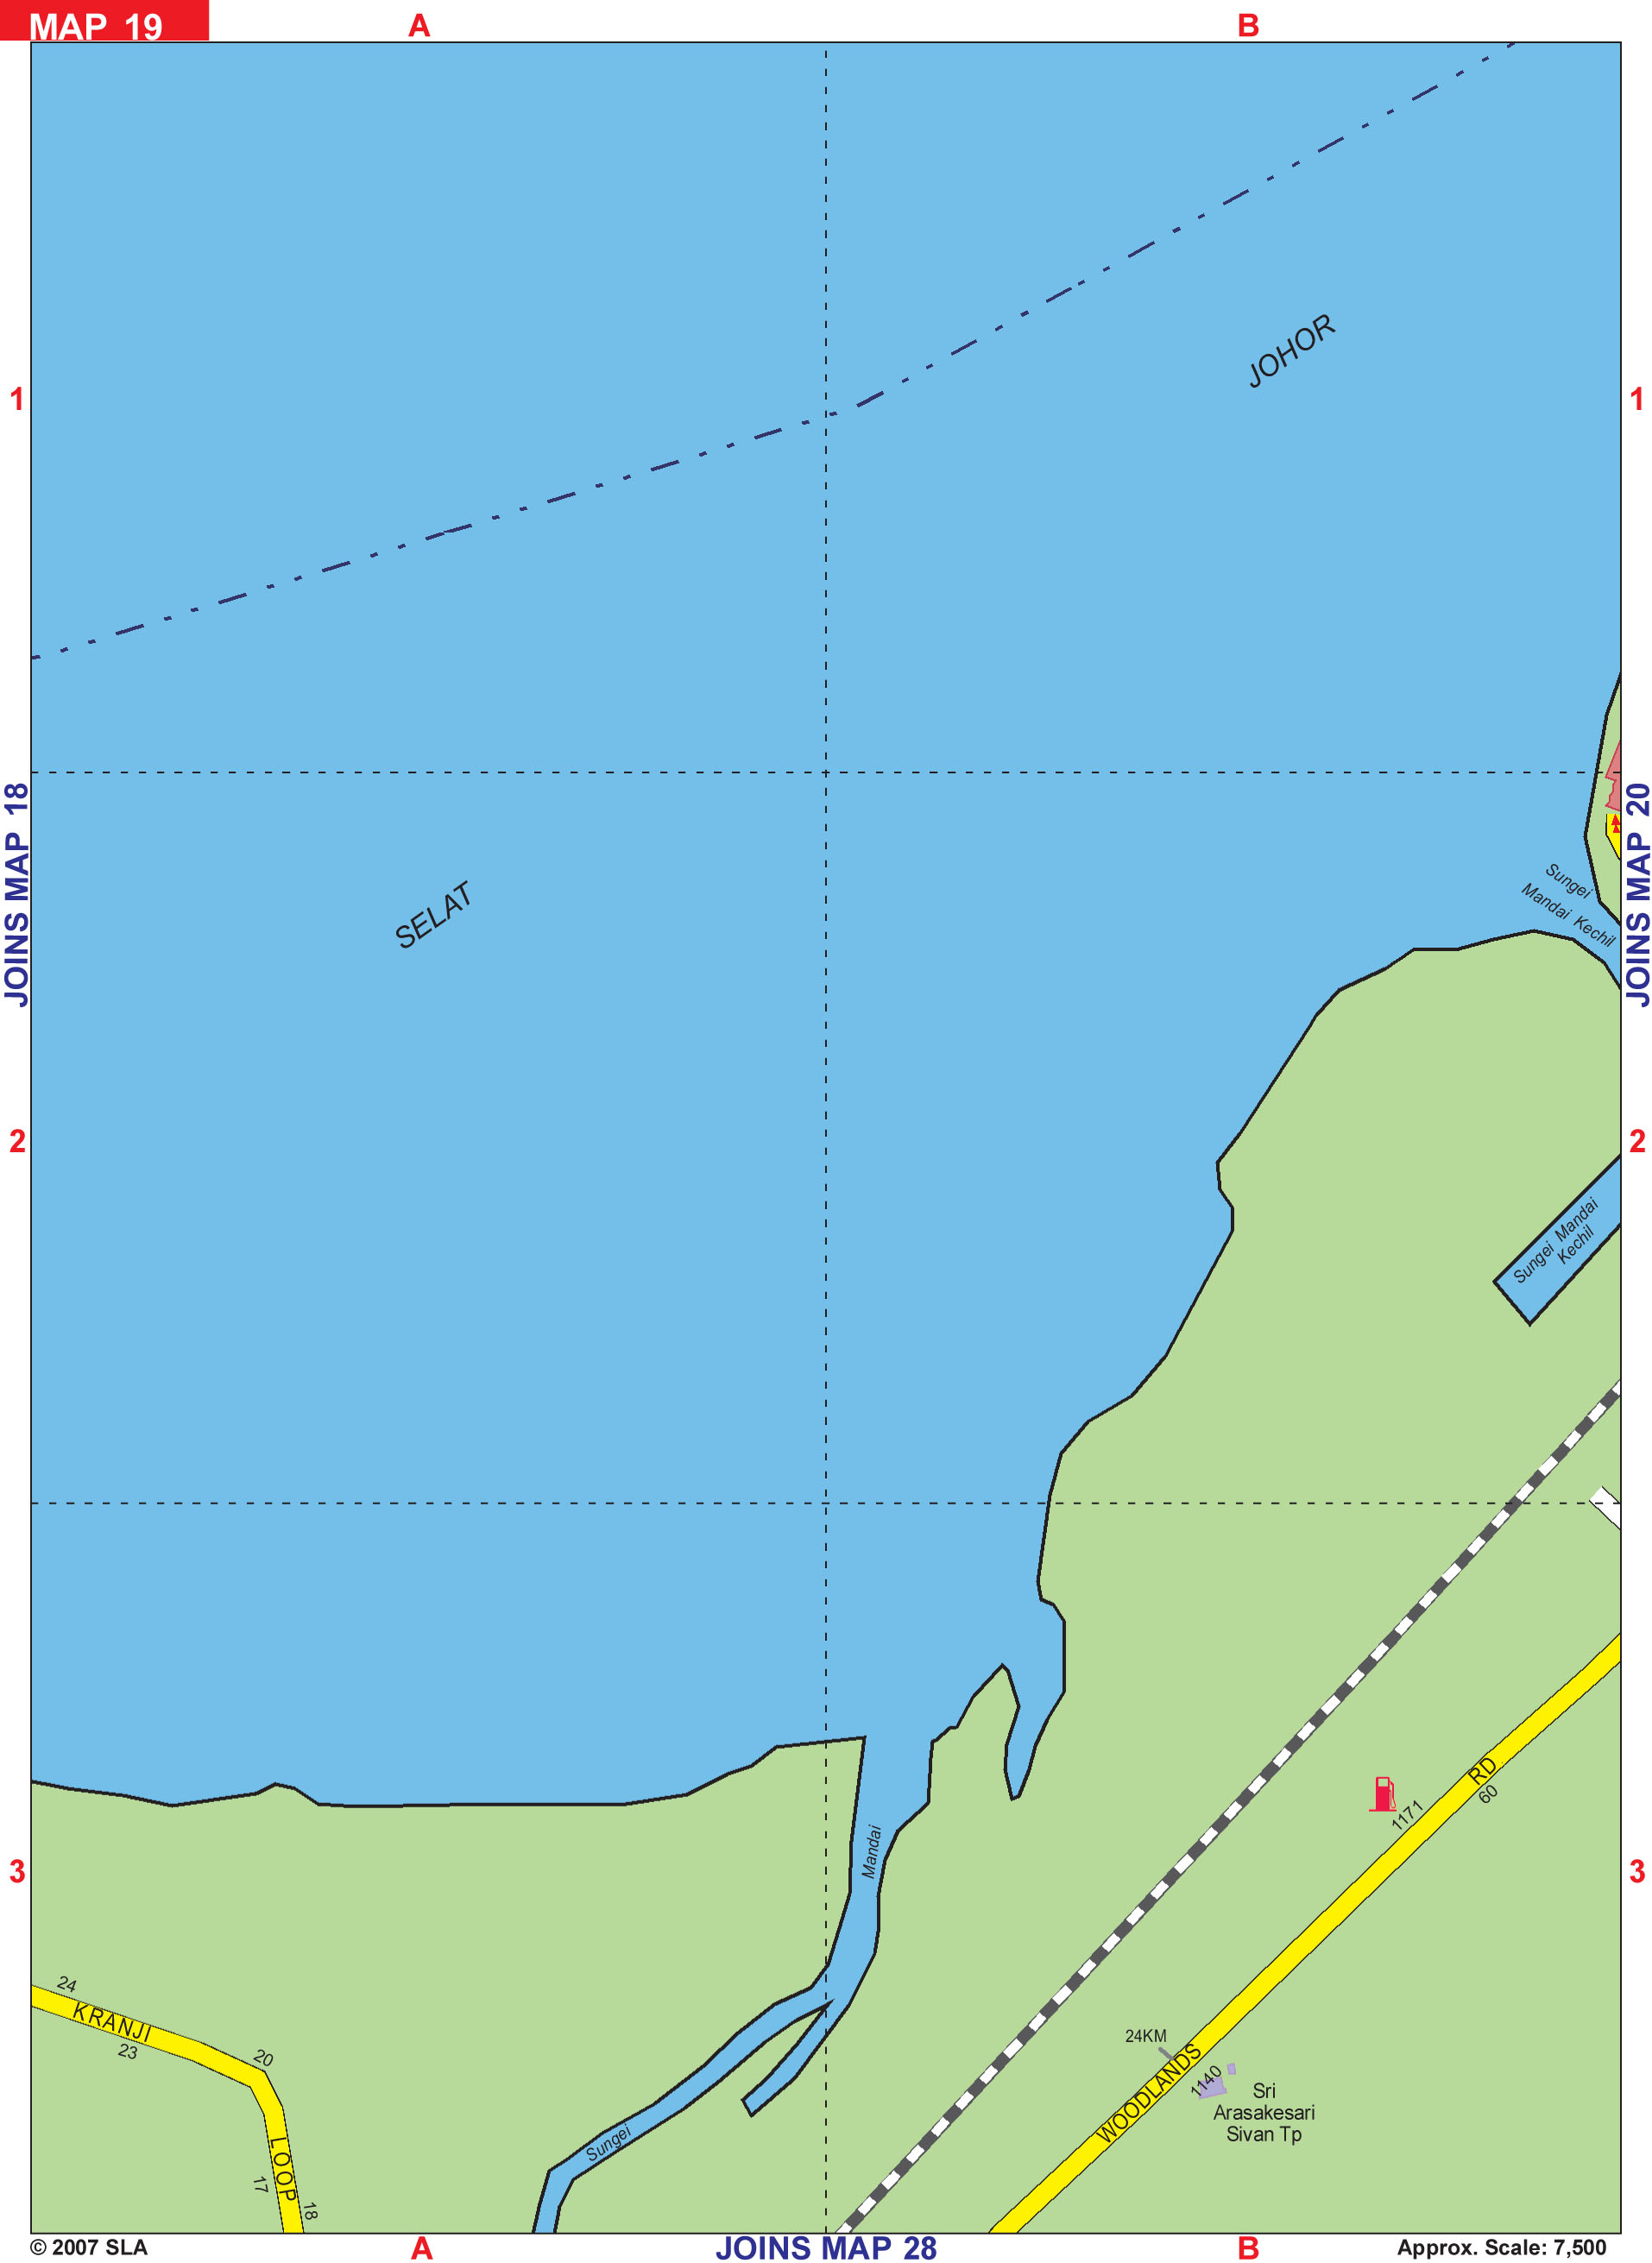 MAP 19
A
B
JOHOR
1
1
JOINS MAP 18
JOINS MAP 20
SELAT
Sungei
Mandai Kechil
2
2
Sungei Mandai
Kechil
RD
60
1171
Mandai
3
3
24
KRANJI
23
20
24KM
WOODLANDS
1140
Sri
Arasakesari
Sivan Tp
Sungei
LOOP
17
18
© 2007 SLA
A
JOINS MAP 28
B
Approx. Scale: 7,500